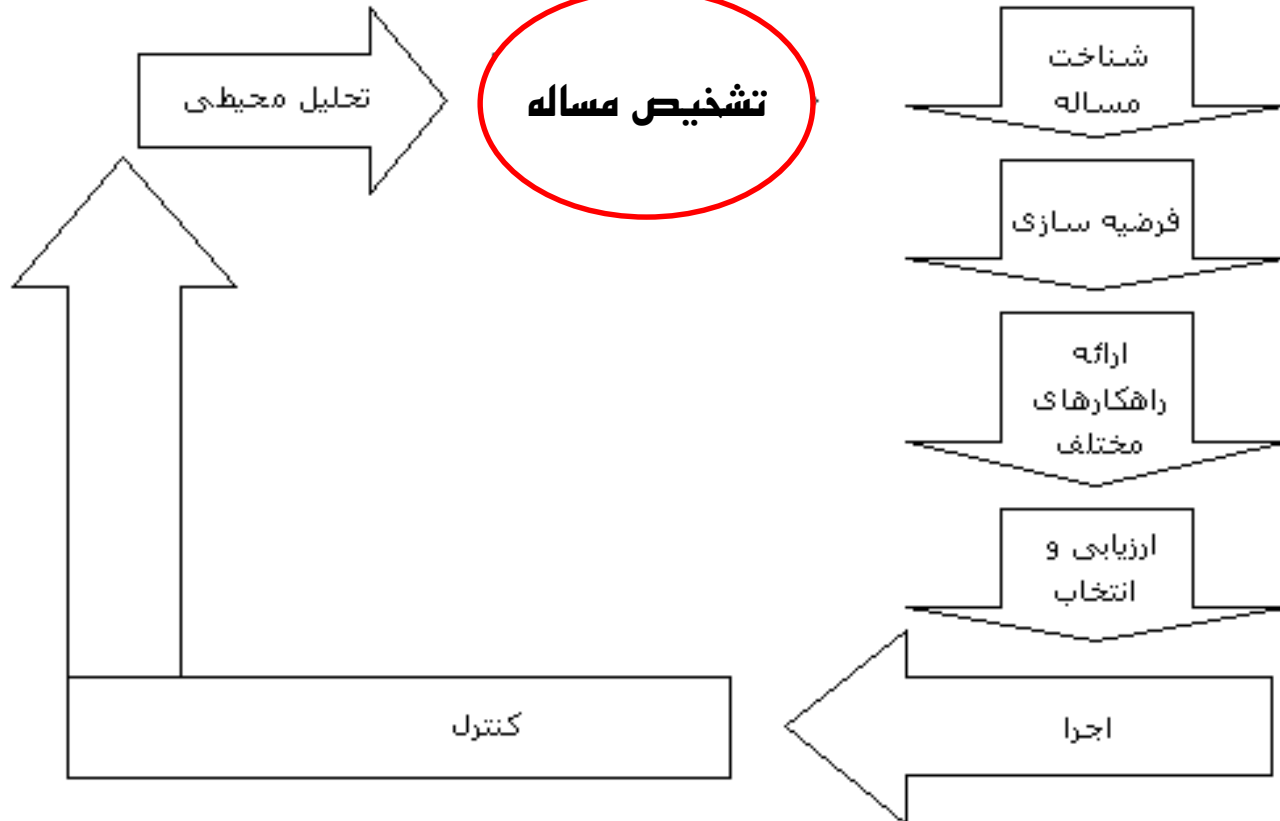 تحلیل محیطی
تشخیص مساله
شناخت
مساله
فرضیه سازی
ارائه
راهکارهای
مختلف
ارزیابی و
انتخاب
اجرا
کنترل